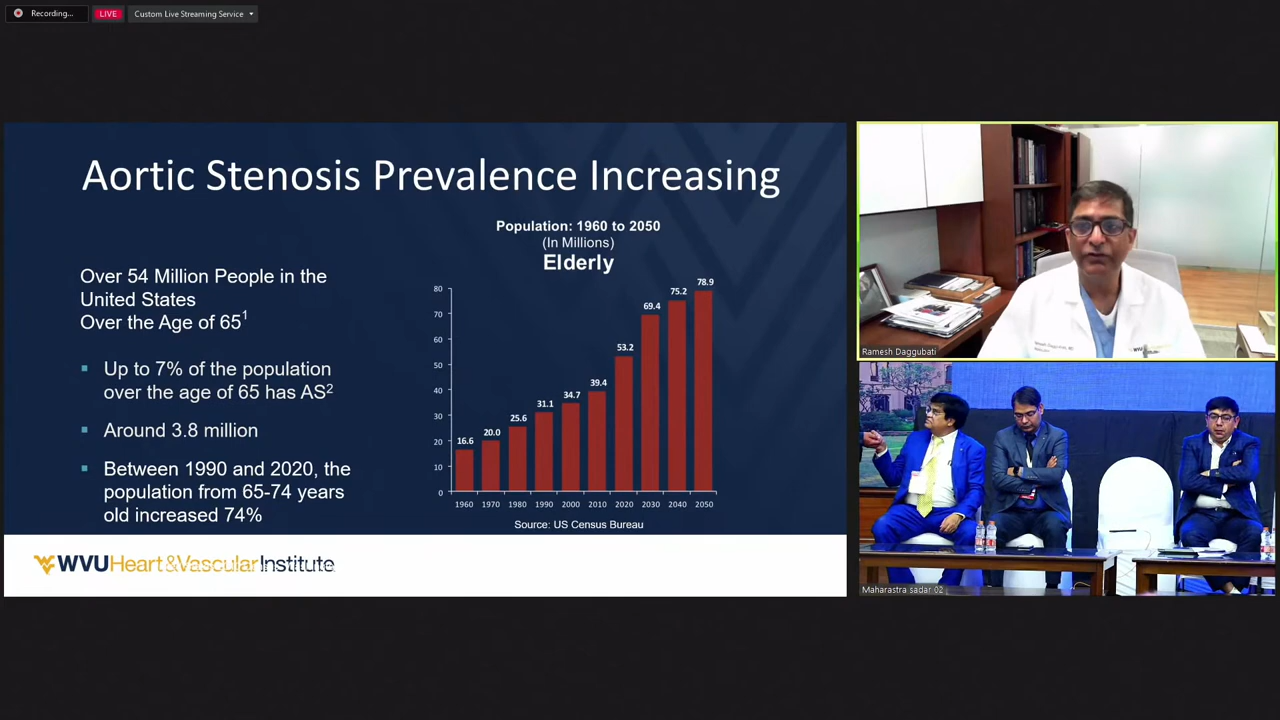 Recording...
LIVE
Custom Live Streaming Service
Aortic Stenosis Prevalence Increasing
Over 54 Million People in the
United States
Over the Age of 65¹
Up to 7% of the population
over the age of 65 has AS²
Around 3.8 million
Between 1990 and 2020, the
population from 65-74 years
old increased 74%
Population: 1960 to 2050
(In Millions)
Elderly
80
70
60
50
40
30
20
10
0
16.6
20.0
25.6
31.1
34.7
39.4
53.2
69.4
75.2
78.9
1960 1970 1980 1990 2000 2010 2020 2030 2040 2050
Source: US Census Bureau
WVU Heart&Vascular Institute
Ramesh Daggubati
Maharastra sadar 02